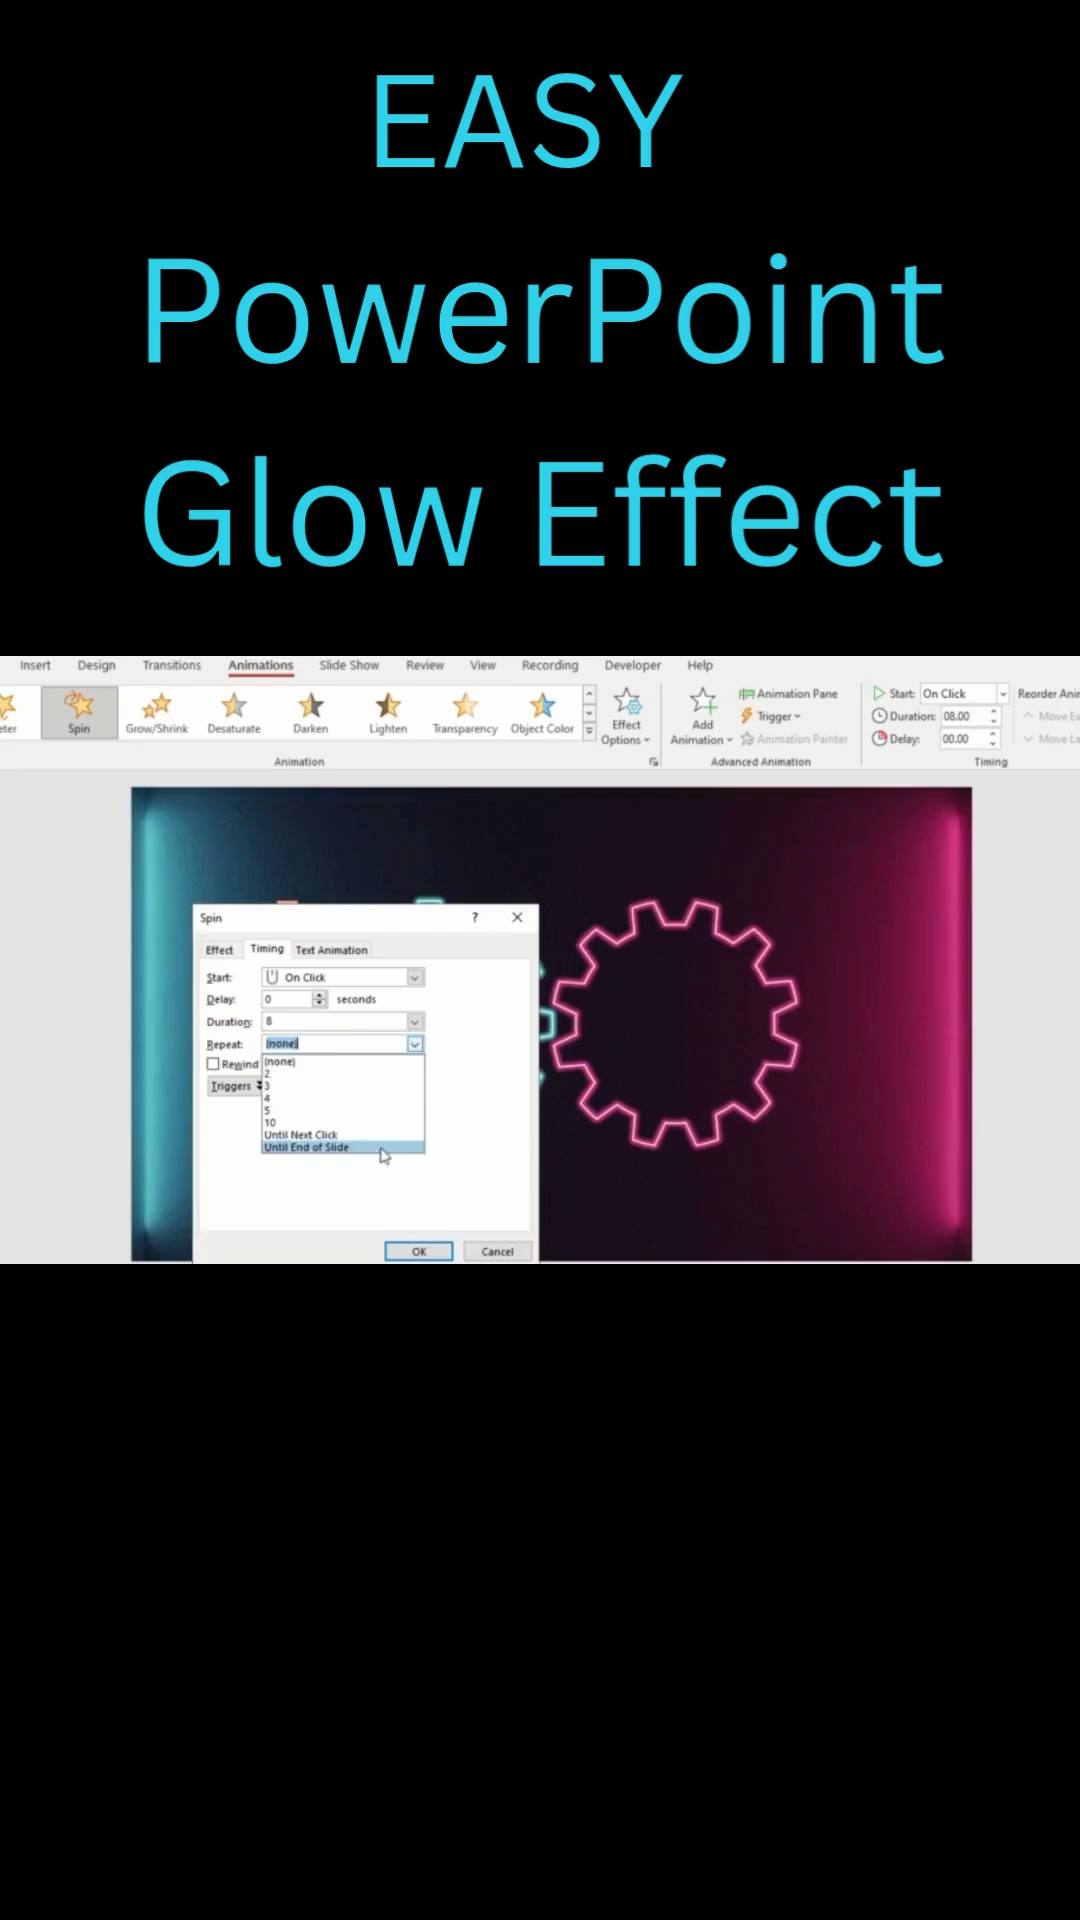 EASY
PowerPoint
Glow Effect
Insert Design Transitions Animations Slide Show Review View Recording Developer Help
Spin Grow/Shrink Desaturate Darken Lighten Transparency Object Color
Effect Options
Add Animation
Animation Pane
Trigger
Animation Painter
Start: On Click
Duration: 08.00
Delay: 00.00
Animation Advanced Animation Timing
Spin ?
Effect Timing Text Animation
Start: On Click
Delay: 0 seconds
Duration: 8
Repeat: (none)
Rewind
Triggers
(none)
2
3
4
5
10
Until Next Click
Until End of Slide
OK Cancel